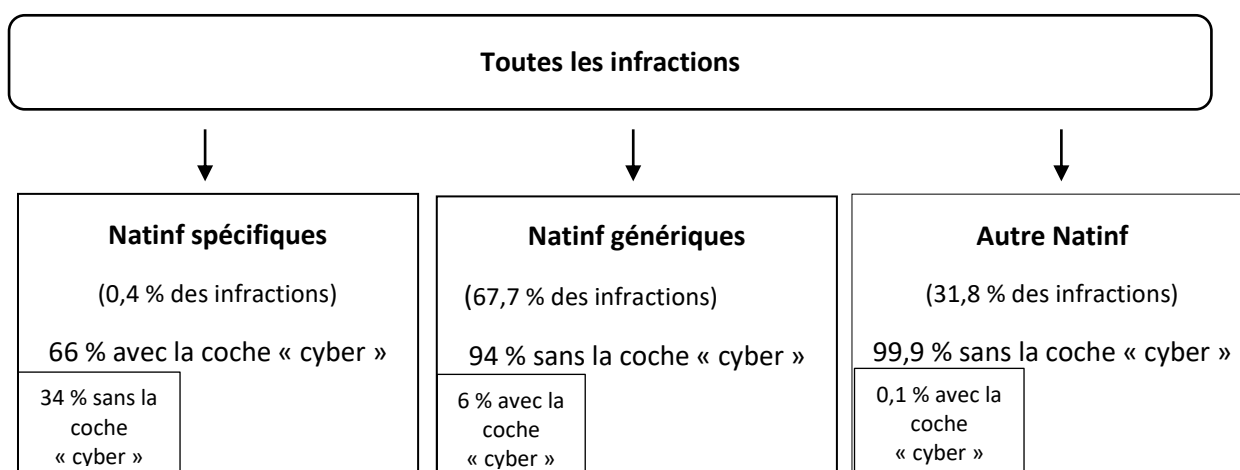 Toutes les infractions
Natinf spécifiques
(0,4 % des infractions)
66 % avec la coche « cyber »
34 % sans la
coche
« cyber »
Natinf génériques
(67,7 % des infractions)
94 % sans la coche « cyber »
6 % avec la
coche
« cyber »
Autre Natinf
(31,8 % des infractions)
99,9 % sans la coche « cyber »
0,1 % avec la
coche
« cyber »